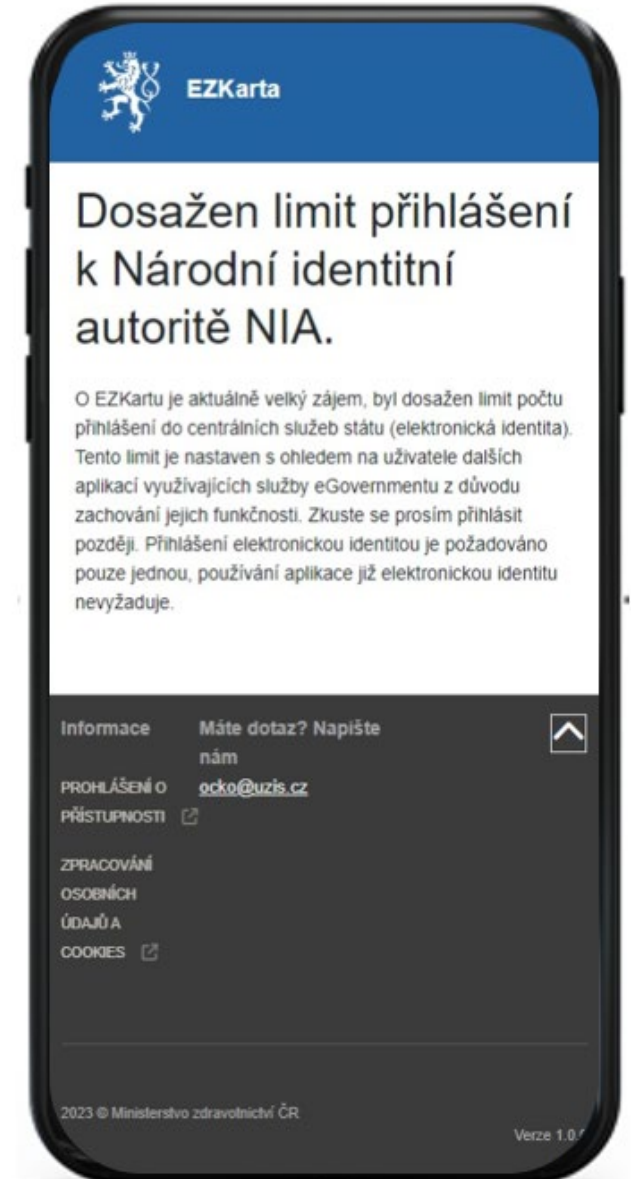 EZKarta
Dosažen limit přihlášení
k Národní identitní
autoritě NIA.
O EZKartu je aktuálně velký zájem, byl dosažen limit počtu
přihlášení do centrálních služeb státu (elektronická identita).
Tento limit je nastaven s ohledem na uživatele dalších
aplikací využívajících služby eGovernmentu z důvodu
zachování jejich funkčnosti. Zkuste se prosím přihlásit
později. Přihlášení elektronickou identitou je požadováno
pouze jednou, používání aplikace již elektronickou identitu
nevyžaduje.
Informace
PROHLÁŠENÍ O
PŘÍSTUPNOSTI
ZPRACOVÁNÍ
OSOBNÍCH
ÚDAJŮ A
COOKIES
Máte dotaz? Napište
nám
ocko@uzis.cz
2023 © Ministerstvo zdravotnictví ČR
Verze 1.0.